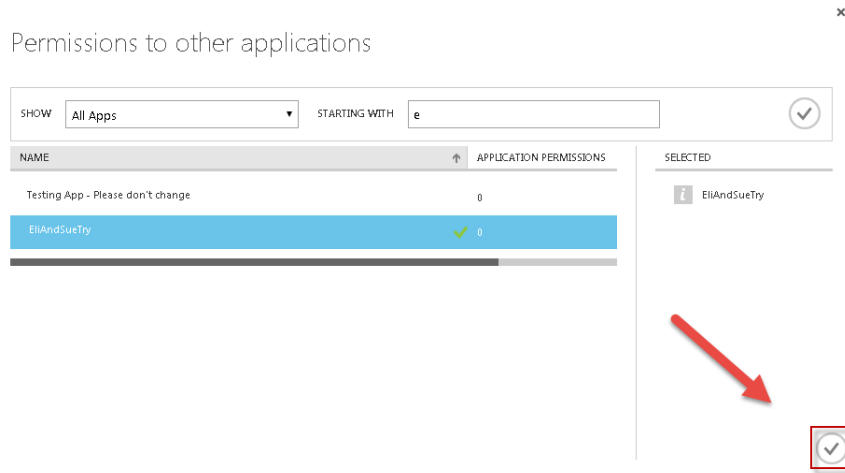 Permissions to other applications
SHOW All Apps STARTING WITH e
NAME APPLICATION PERMISSIONS SELECTED
Testing App - Please don't change 0 EliAndSueTry
EliAndSueTry 0